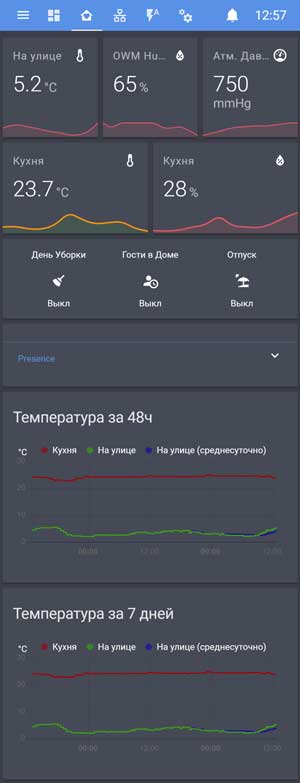 12:57
На улице
5.2 °C
OWM Hu...
65 %
Атм. Дав...
750
mmHg
Кухня
23.7 °C
Кухня
28 %
День Уборки
Выкл
Гости в Доме
Выкл
Отпуск
Выкл
Presence
Температура за 48ч
°C
Кухня На улице На улице (среднесуточно)
30
20
10
0
00:00 12:00 00:00 12:00
Температура за 7 дней
°C
Кухня На улице На улице (среднесуточно)
30
20
10
0
00:00 12:00 00:00 12:00